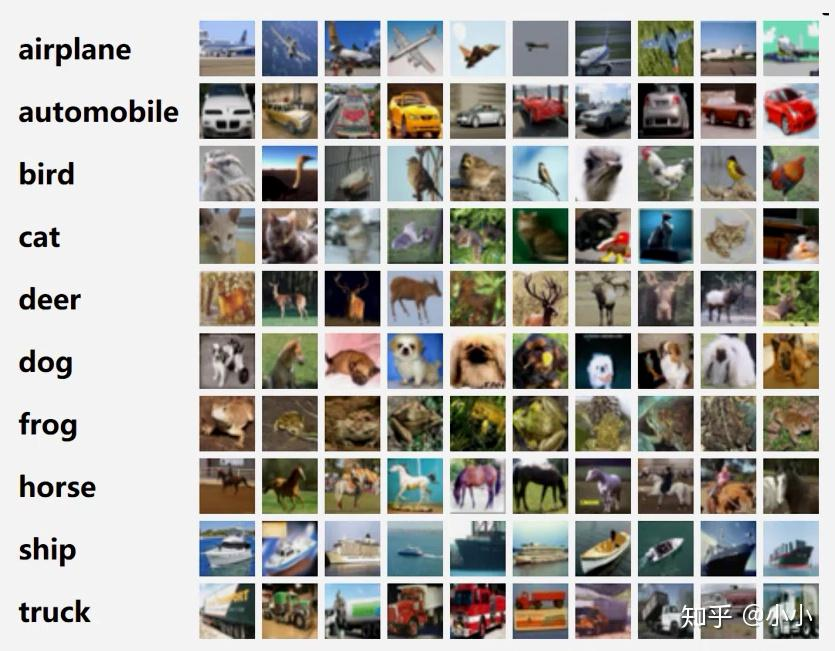 airplane
automobile
bird
cat
deer
dog
frog
horse
ship
truck
知乎 @小小